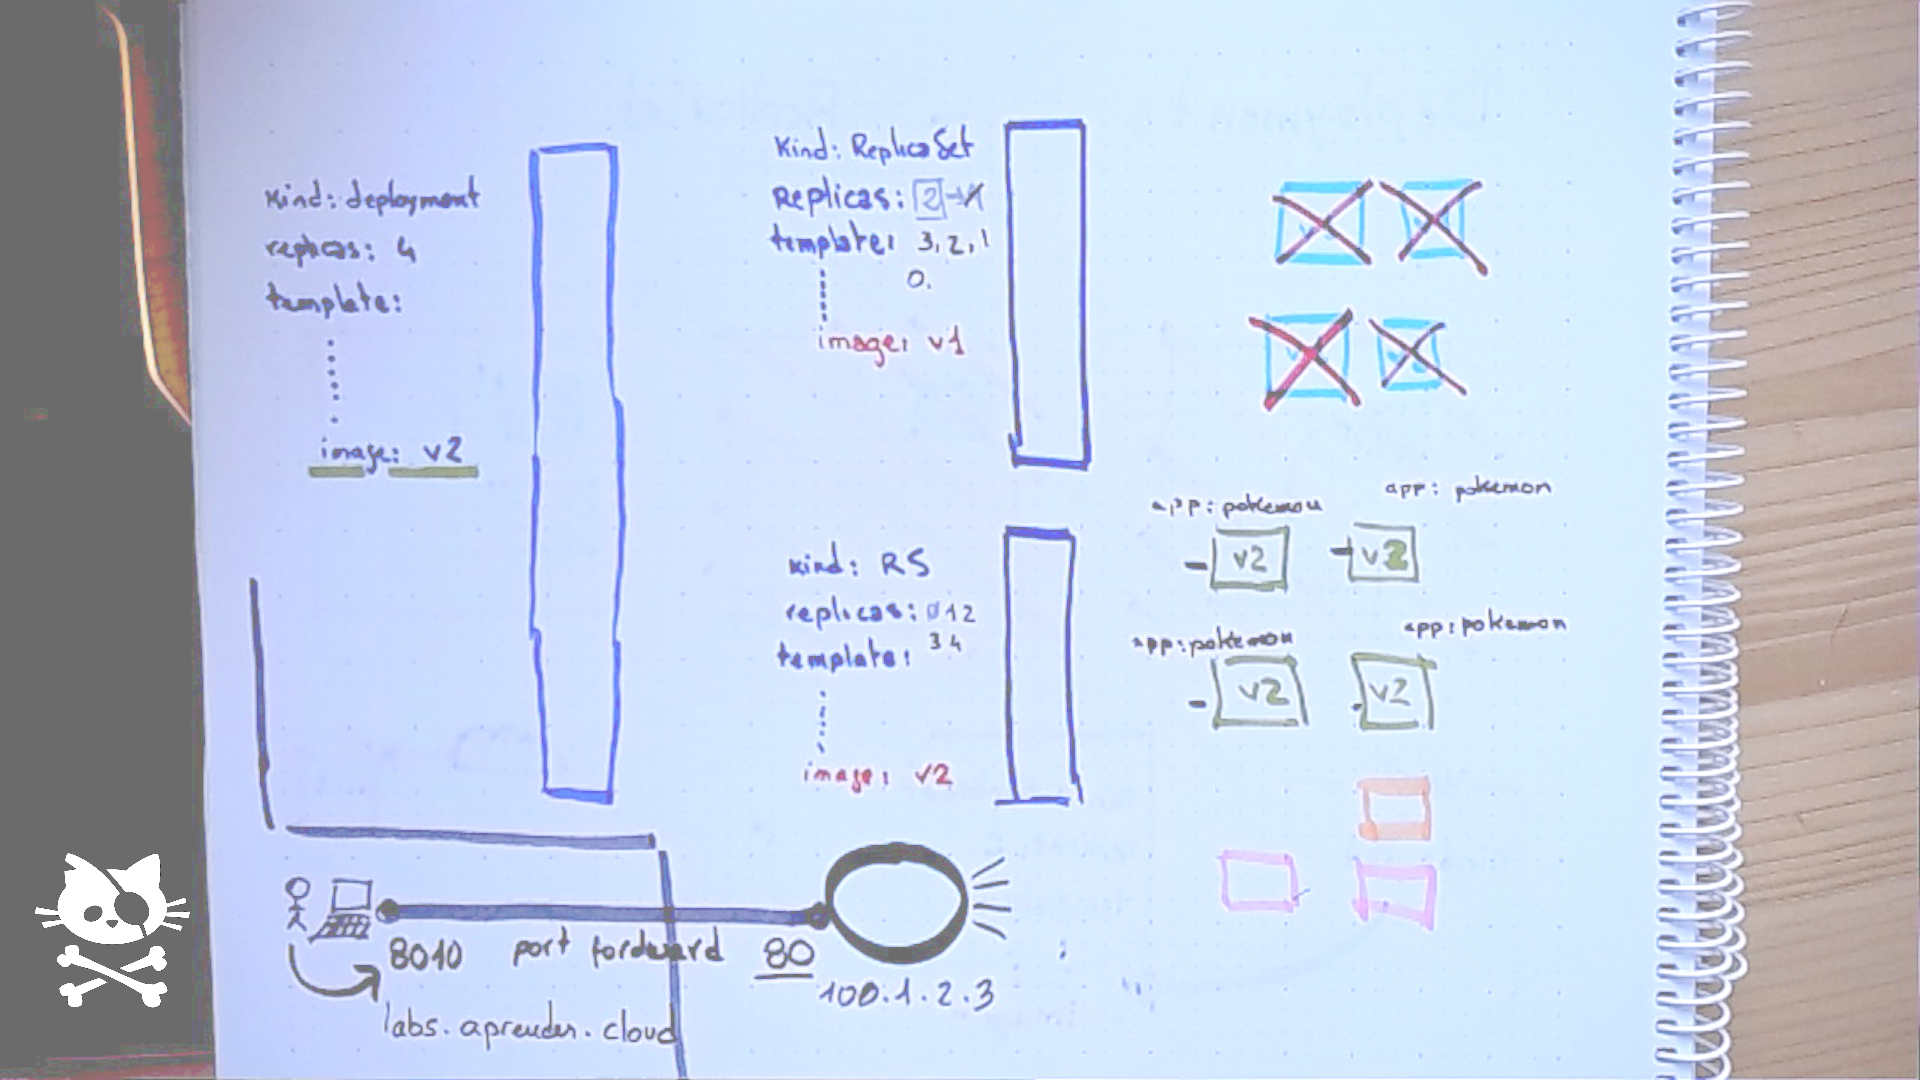 Kind: deployment
replicas: 4
template:
image: v2
Kind: ReplicaSet
Replicas: 2
template: 3, 2, 1
0.
image: v1
app: pokemon
app: pokemon
v2
v2
kind: RS
replicas: 0 1 2
3 4
template:
image: v2
app: pokemon
app: pokemon
v2
v2
8010 port fordward 80
100.1.2.3
labs.aprender.cloud